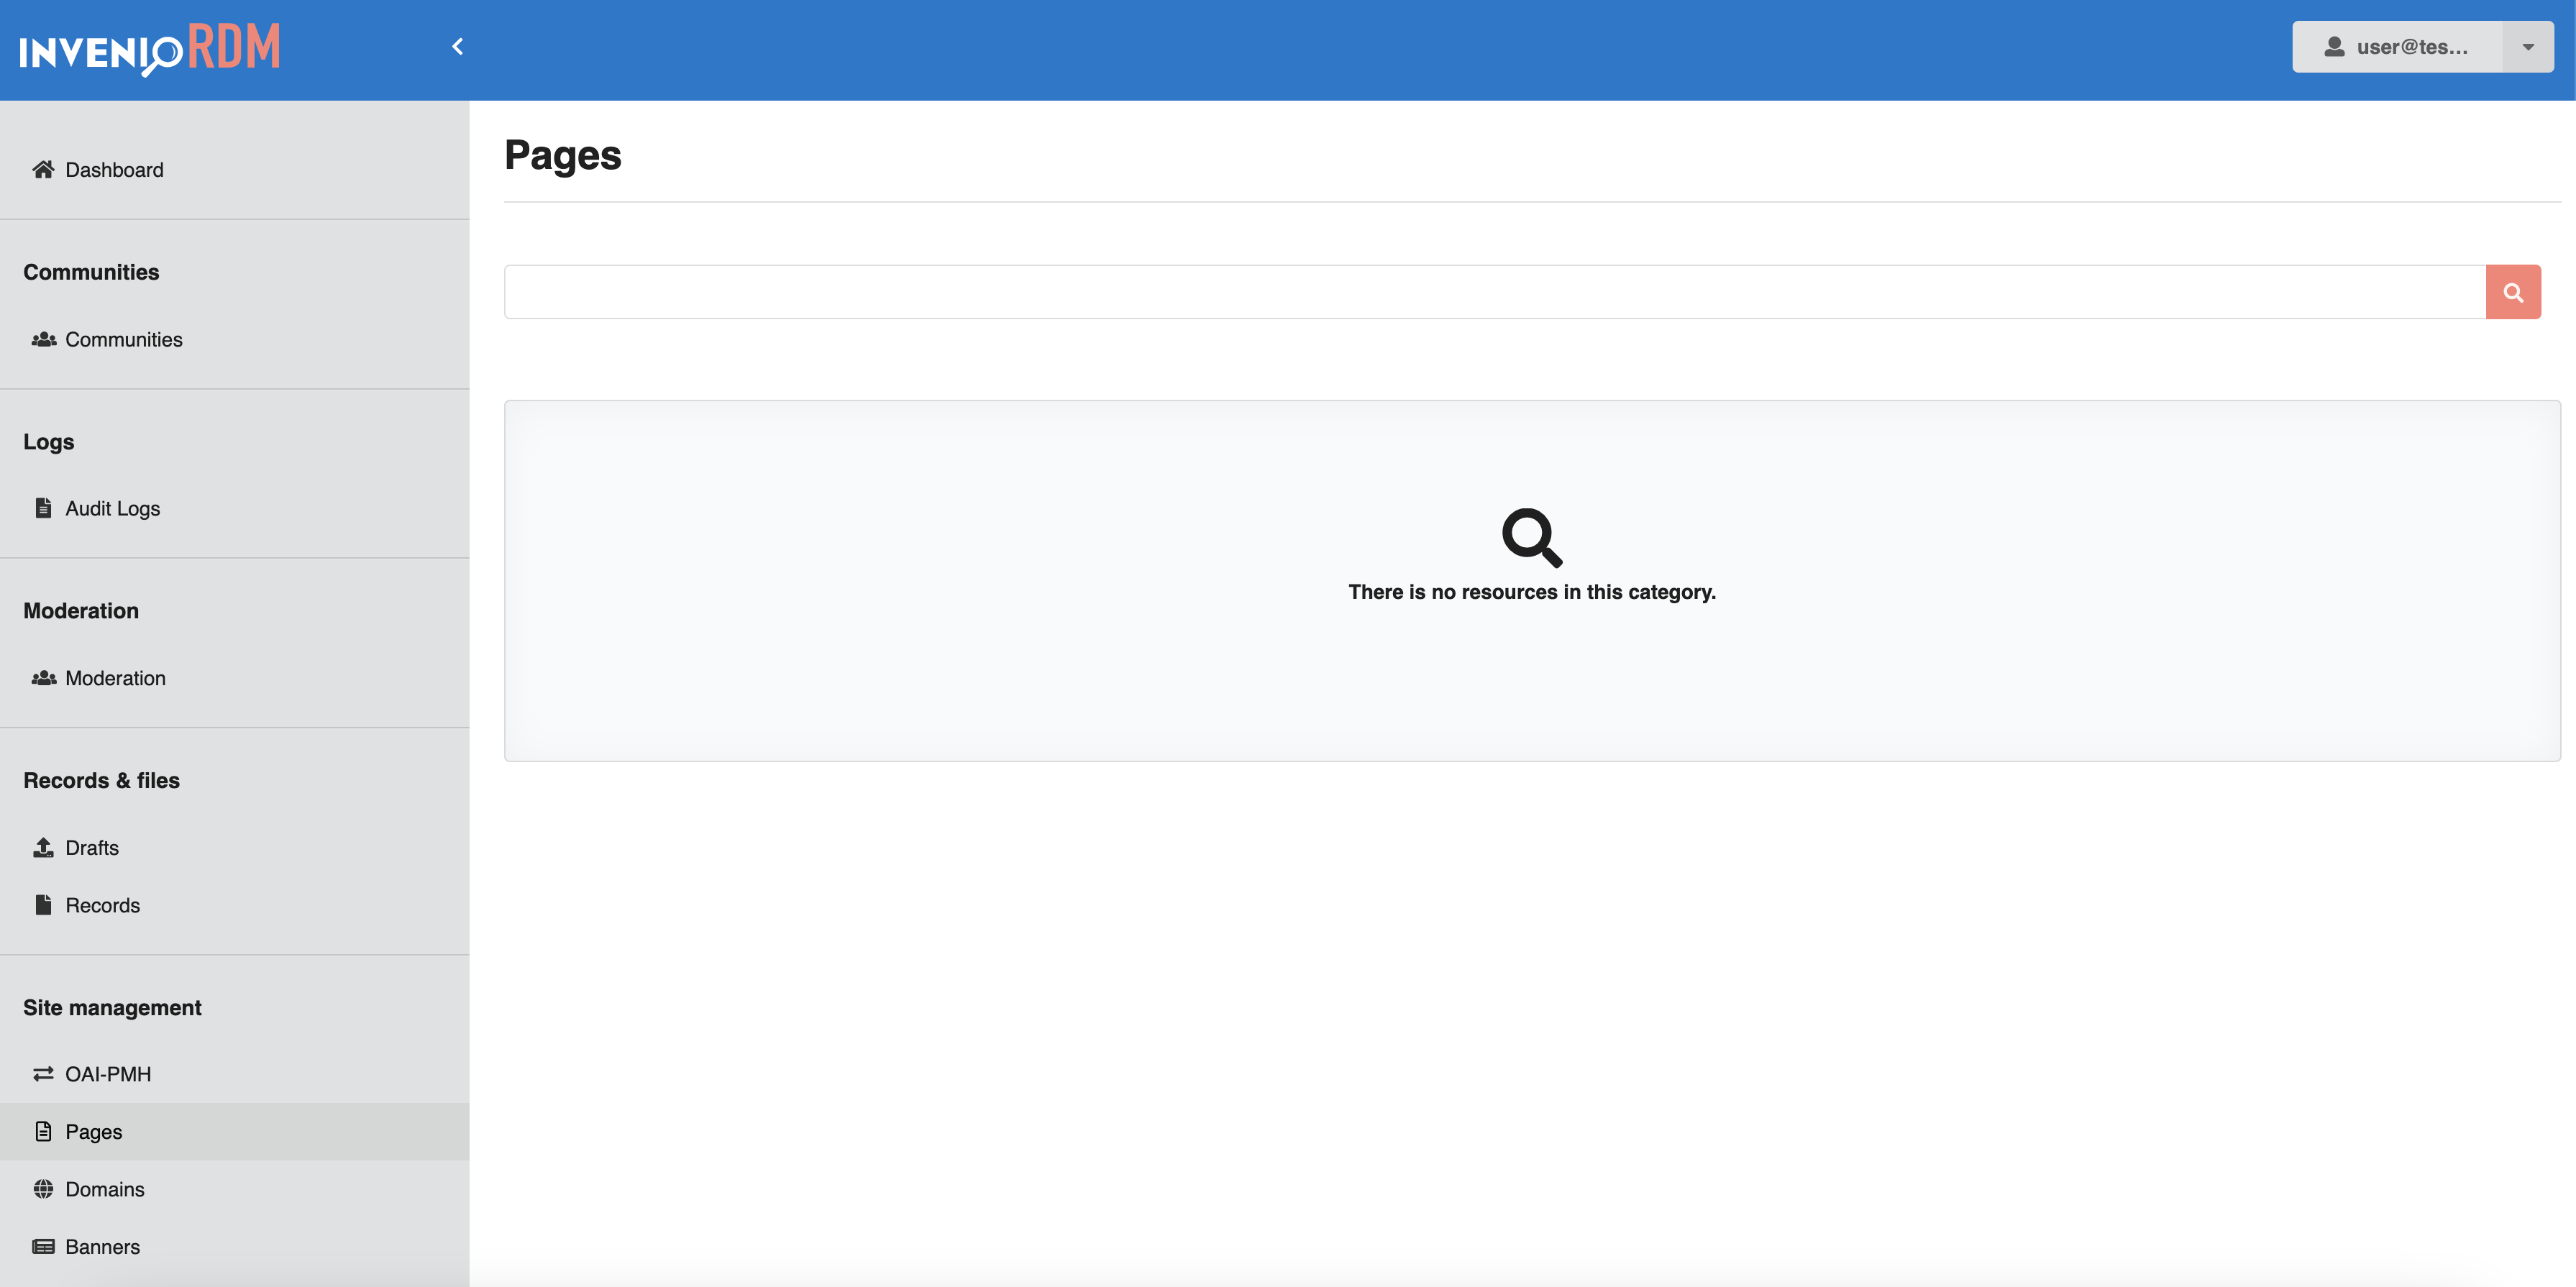 INVENIO RDM
user@tes...
Dashboard
Communities
Communities
Logs
Audit Logs
Moderation
Moderation
Records & files
Drafts
Records
Site management
OAI-PMH
Pages
Domains
Banners
Pages
There is no resources in this category.